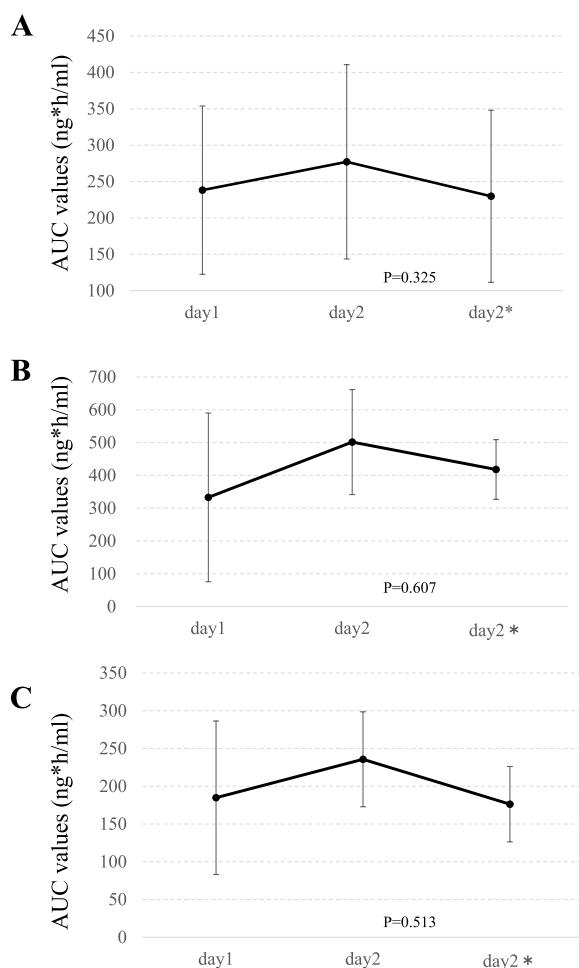 A
AUC values (ng*h/ml)
450
400
350
300
250
200
150
100
P=0.325
day1 day2 day2*
B
AUC values (ng*h/ml)
700
600
500
400
300
200
100
0
P=0.607
day1 day2 day2 *
C
AUC values (ng*h/ml)
350
300
250
200
150
100
50
0
P=0.513
day1 day2 day2 *